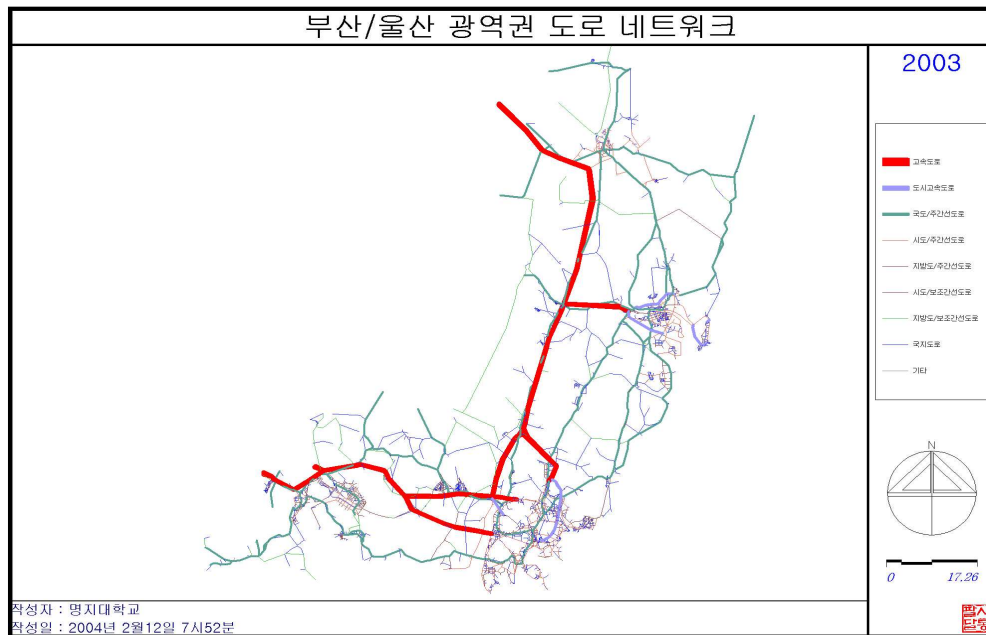 부산/울산 광역권 도로 네트워크
2003
고속도로
도시고속도로
국도/주간선도로
시도/주간선도로
지방도/주간선도로
시도/보조간선도로
지방도/보조간선도로
국지도로
기타
N
0 17.26
작성자 : 명지대학교
작성일 : 2004년 2월12일 7시52분